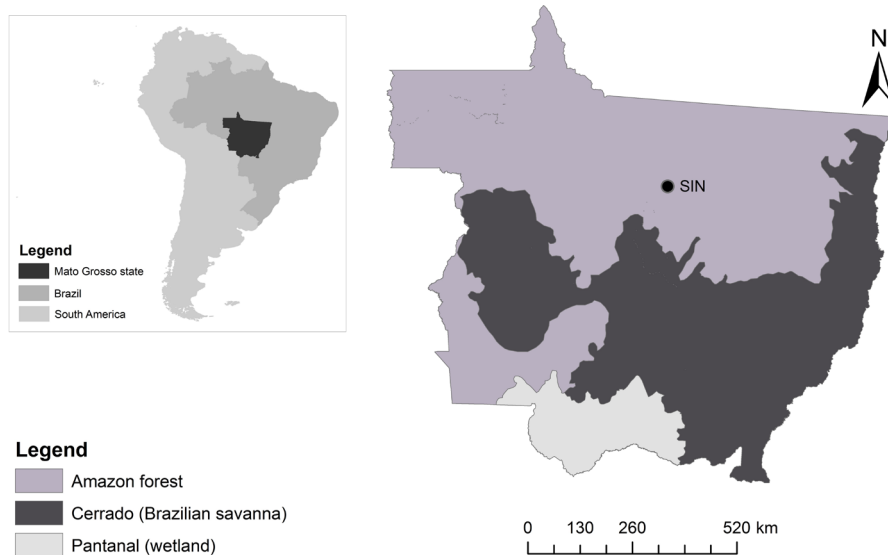 Legend
Mato Grosso state
Brazil
South America
N
SIN
Legend
Amazon forest
Cerrado (Brazilian savanna)
Pantanal (wetland)
0 130 260 520 km